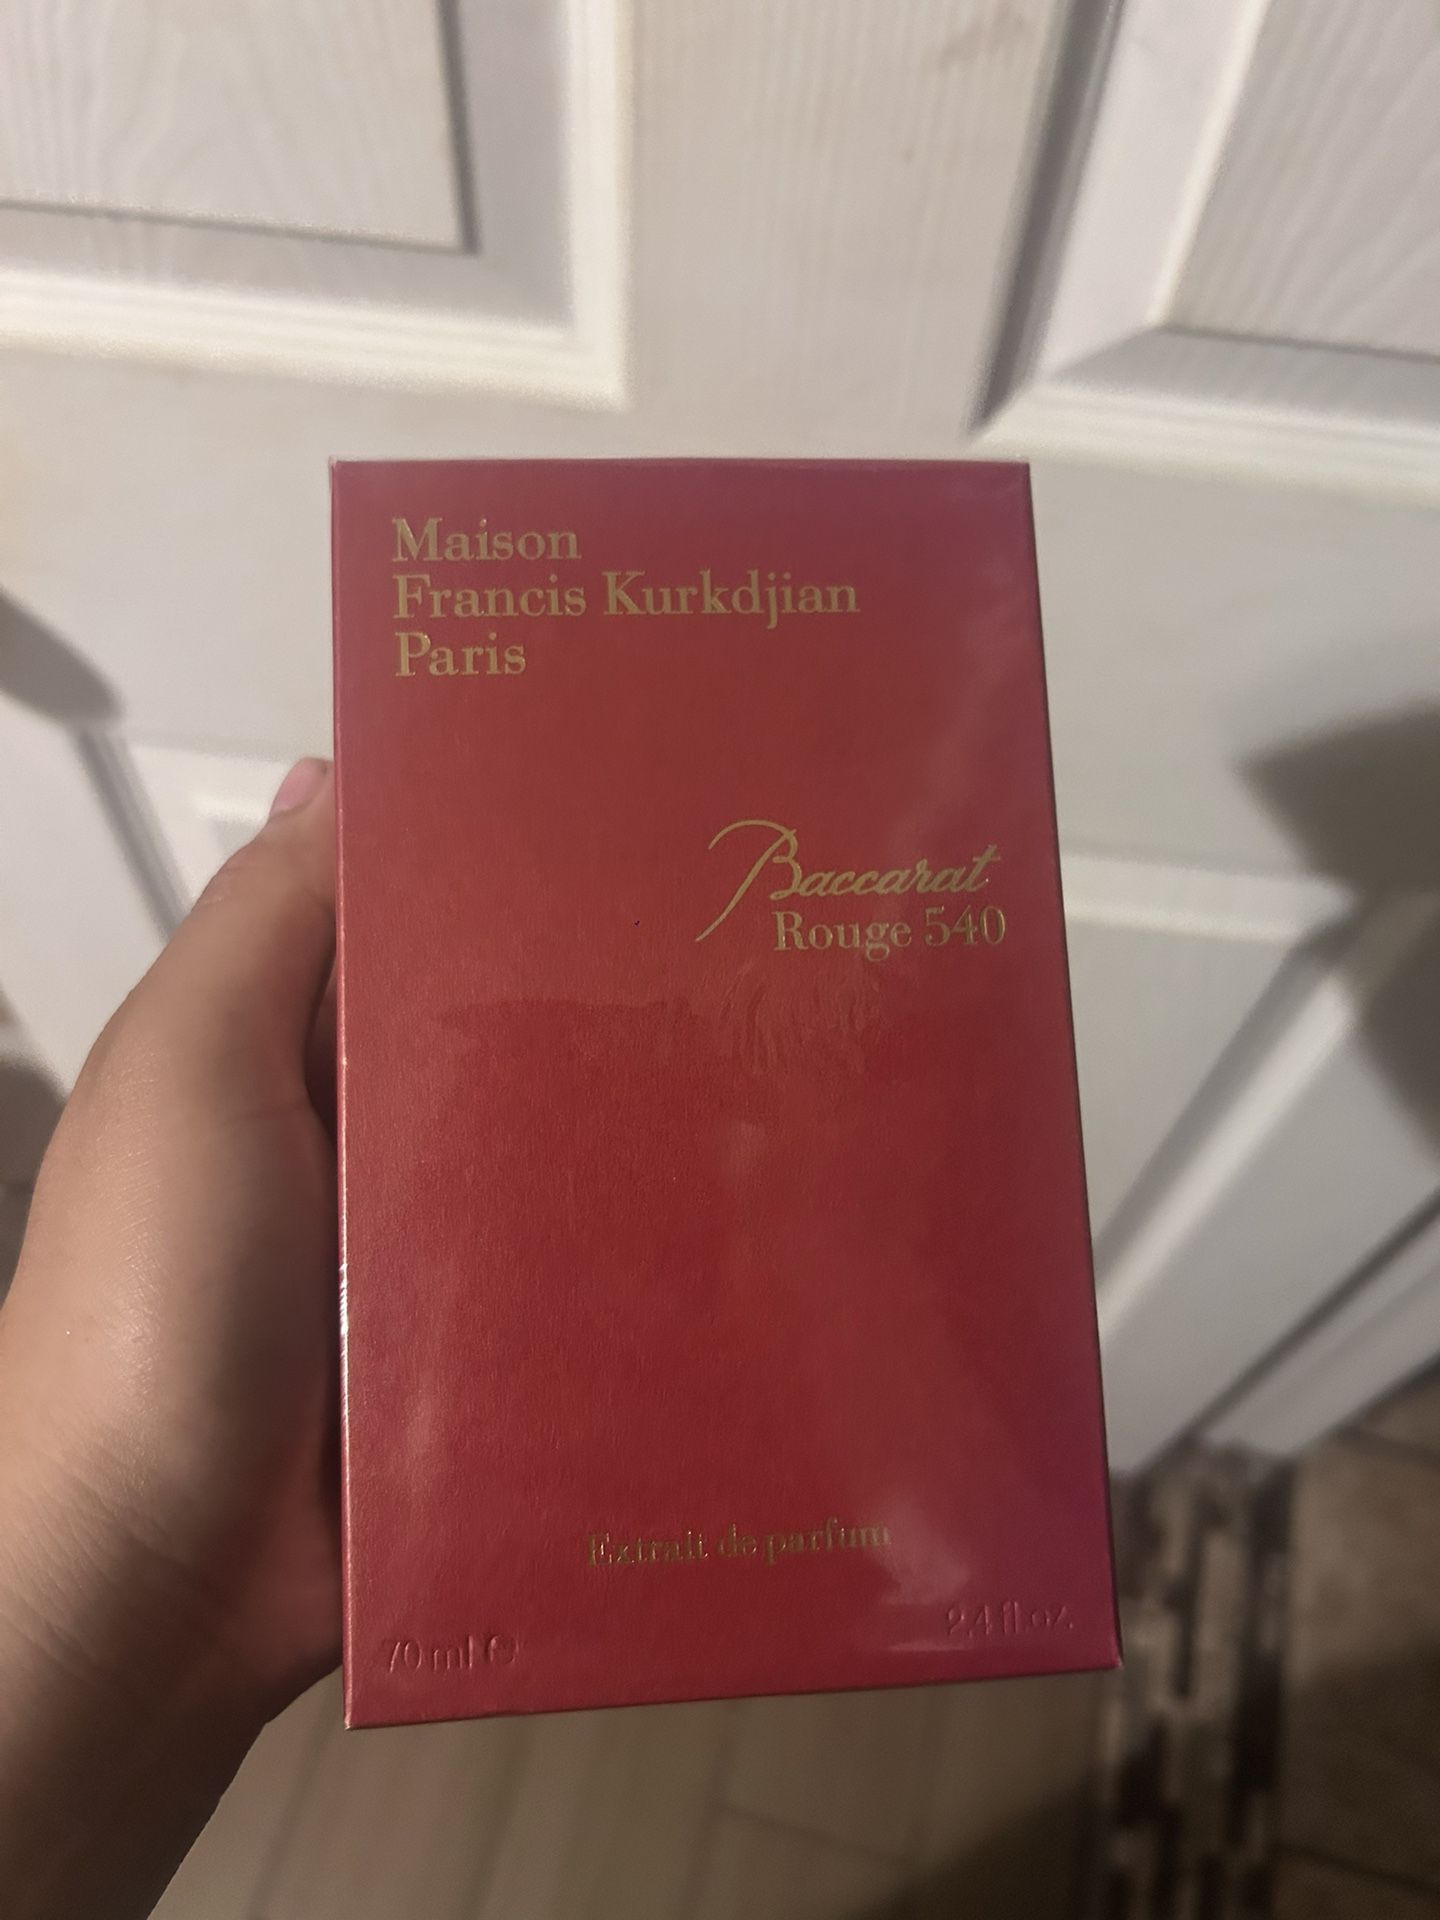 Maison
Francis Kurkdjian
Paris
Baccarat
Rouge 540
Extrait de parfum
70 ml ℮
2.4 fl.oz.